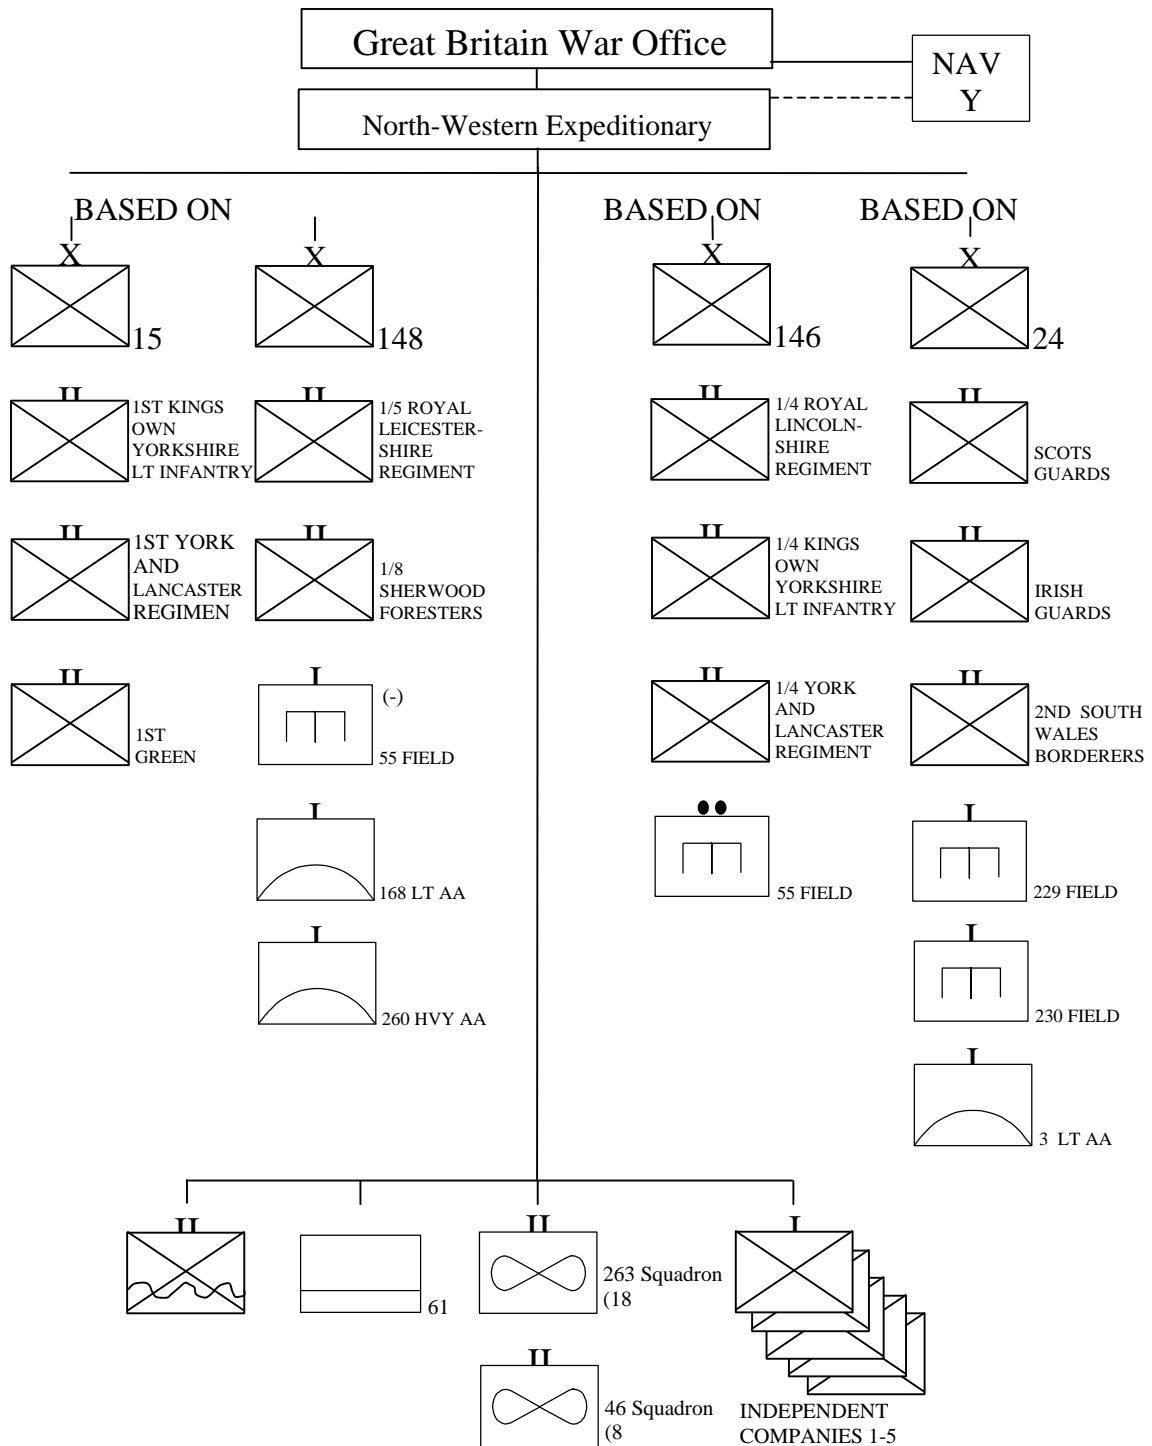 Great Britain War Office
NAV
Y
North-Western Expeditionary
BASED ON
BASED ON
BASED ON
X
15
X
148
X
146
X
24
II
1ST KINGS
OWN
YORKSHIRE
LT INFANTRY
II
1/5 ROYAL
LEICESTER-
SHIRE
REGIMENT
II
1/4 ROYAL
LINCOLN-
SHIRE
REGIMENT
II
SCOTS
GUARDS
II
1ST YORK
AND
LANCASTER
REGIMEN
II
1/8
SHERWOOD
FORESTERS
II
1/4 KINGS
OWN
YORKSHIRE
LT INFANTRY
II
IRISH
GUARDS
II
1ST
GREEN
I
(-)
55 FIELD
II
1/4 YORK
AND
LANCASTER
REGIMENT
II
2ND SOUTH
WALES
BORDERERS
I
168 LT AA
55 FIELD
I
229 FIELD
I
260 HVY AA
I
230 FIELD
I
3 LT AA
II
61
II
263 Squadron
(18
I
II
46 Squadron
(8
INDEPENDENT
COMPANIES 1-5